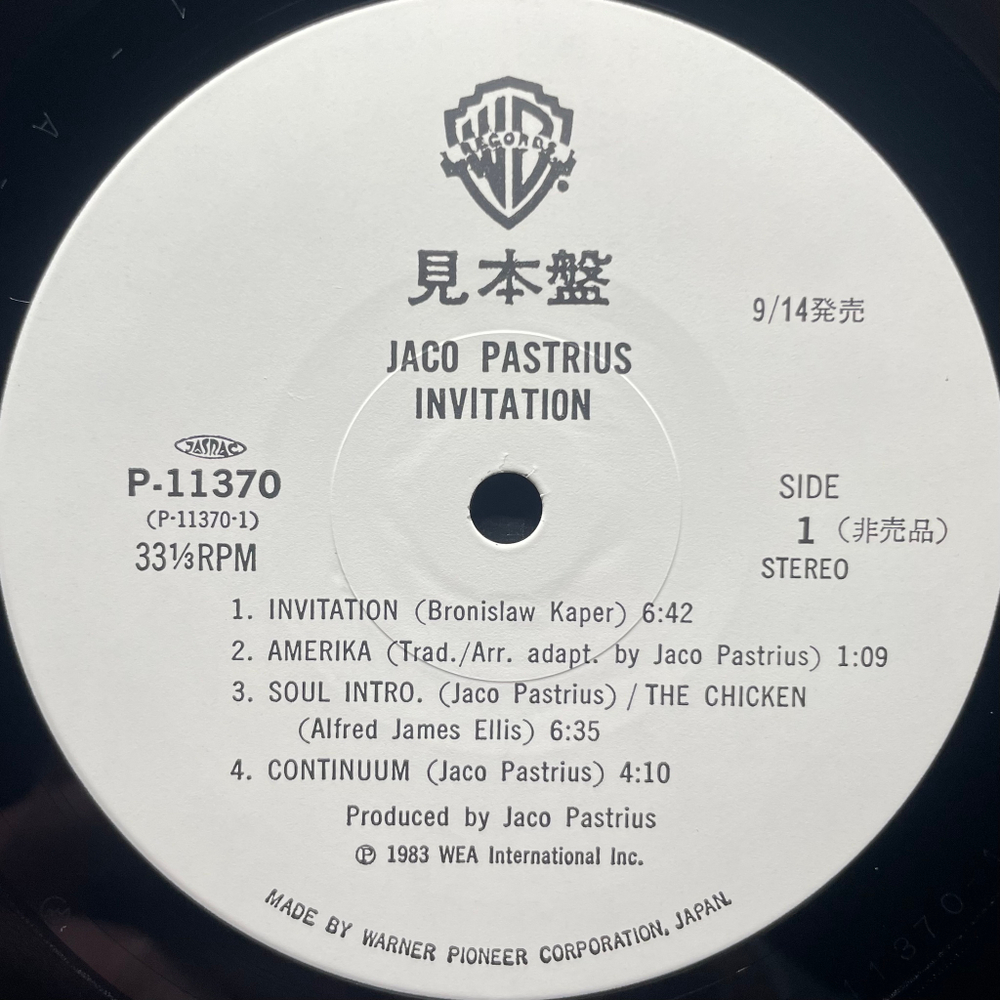 WB
RECORDS
見本盤
9/14発売
JACO PASTRIUS
INVITATION
JASRAC
P-11370
(P-11370-1)
33⅓RPM
SIDE
1 (非売品)
STEREO
1. INVITATION (Bronislaw Kaper) 6:42
2. AMERIKA (Trad./Arr. adapt. by Jaco Pastrius) 1:09
3. SOUL INTRO. (Jaco Pastrius) / THE CHICKEN
(Alfred James Ellis) 6:35
4. CONTINUUM (Jaco Pastrius) 4:10
Produced by Jaco Pastrius
Ⓟ 1983 WEA International Inc.
MADE BY WARNER PIONEER CORPORATION, JAPAN.